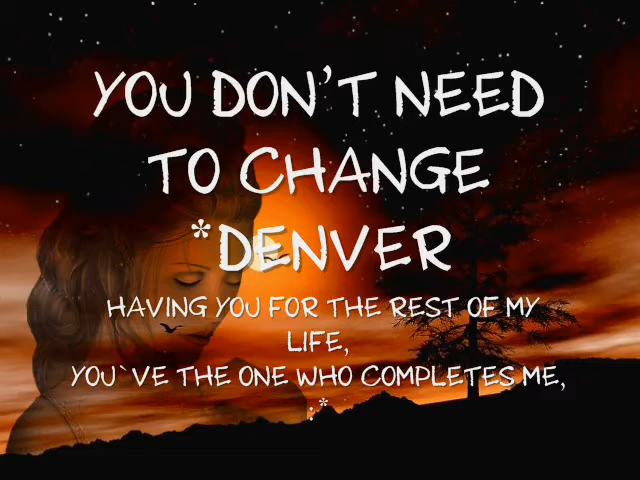 YOU DON'T NEED
TO CHANGE
*DENVER
HAVING YOU FOR THE REST OF MY
LIFE,
YOU`VE THE ONE WHO COMPLETES ME,
;*